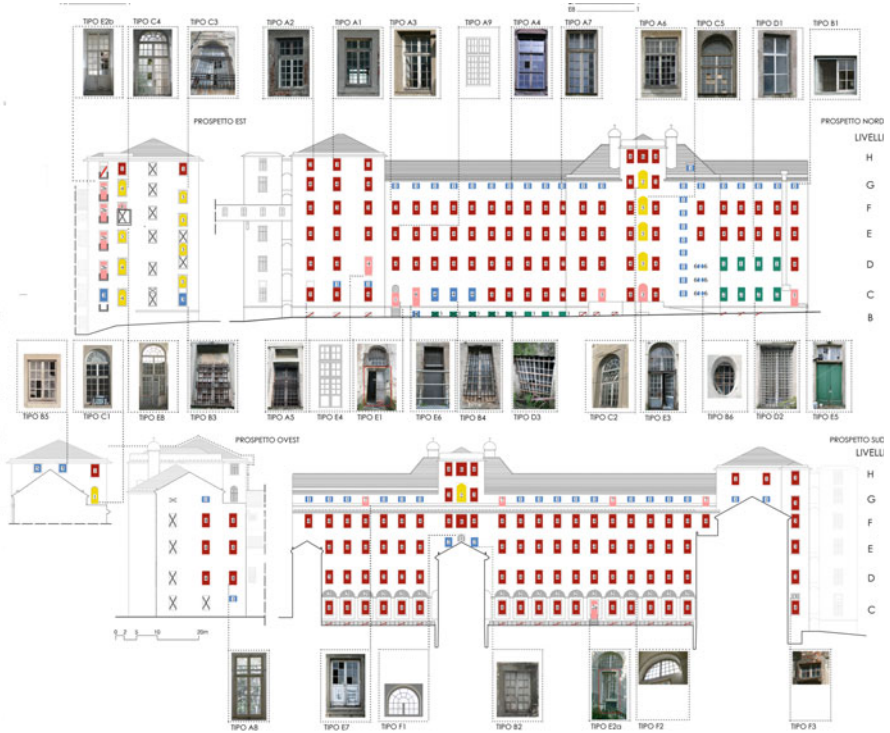 E8 1
TIPO E2b TIPO C4 TIPO C3 TIPO A2 TIPO A1 TIPO A3 TIPO A9 TIPO A4 TIPO A7 TIPO A6 TIPO C5 TIPO D1 TIPO B1
PROSPETTO EST PROSPETTO NORD
LIVELLI
H
G
F
E
D
C
B
TIPO B5 TIPO C1 TIPO E8 TIPO B3 TIPO A5 TIPO E4 TIPO E1 TIPO E6 TIPO B4 TIPO D3 TIPO C2 TIPO E3 TIPO B6 TIPO D2 TIPO E5
PROSPETTO OVEST PROSPETTO SUD
LIVELLI
H
G
F
E
D
C
0 2 5 10 20m
TIPO A8 TIPO E7 TIPO F1 TIPO B2 TIPO E2a TIPO F2 TIPO F3